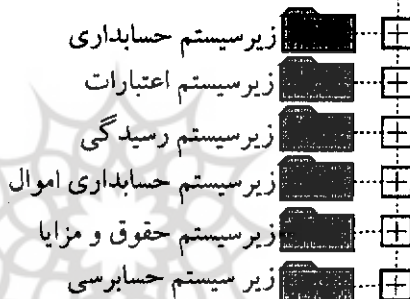 زیرسیستم حسابداری
زیرسیستم اعتبارات
زیرسیستم رسیدگی
زیرسیستم حسابداری اموال
زیرسیستم حقوق و مزایا
زیر سیستم حسابرسی